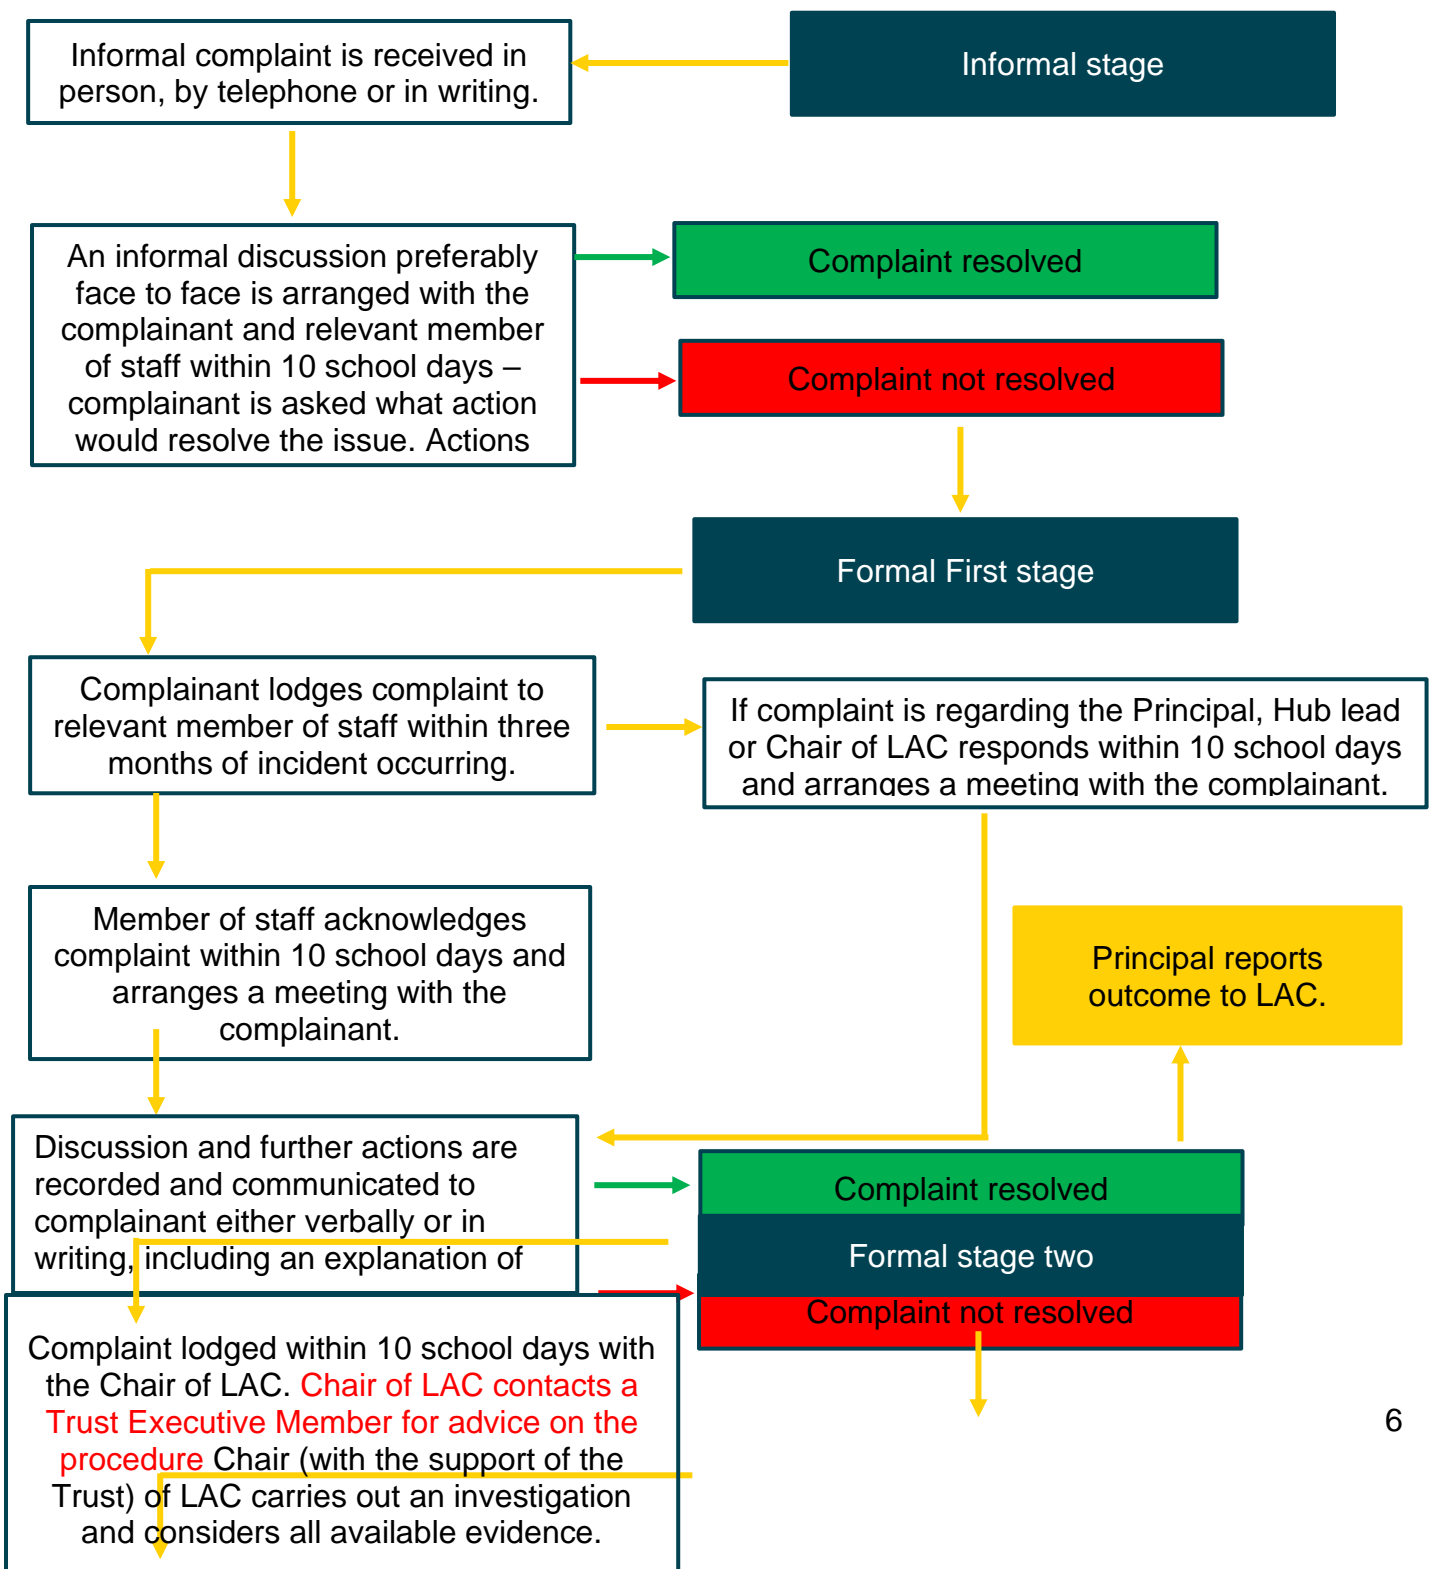 Informal complaint is received in
person, by telephone or in writing.
Informal stage
An informal discussion preferably
face to face is arranged with the
complainant and relevant member
of staff within 10 school days –
complainant is asked what action
would resolve the issue. Actions
Complaint resolved
Complaint not resolved
Formal First stage
Complainant lodges complaint to
relevant member of staff within three
months of incident occurring.
If complaint is regarding the Principal, Hub lead
or Chair of LAC responds within 10 school days
and arranges a meeting with the complainant.
Member of staff acknowledges
complaint within 10 school days and
arranges a meeting with the
complainant.
Principal reports
outcome to LAC.
Discussion and further actions are
recorded and communicated to
complainant either verbally or in
writing, including an explanation of
Complaint resolved
Formal stage two
Complaint not resolved
Complaint lodged within 10 school days with
the Chair of LAC. Chair of LAC contacts a
Trust Executive Member for advice on the
procedure Chair (with the support of the
Trust) of LAC carries out an investigation
and considers all available evidence.
6